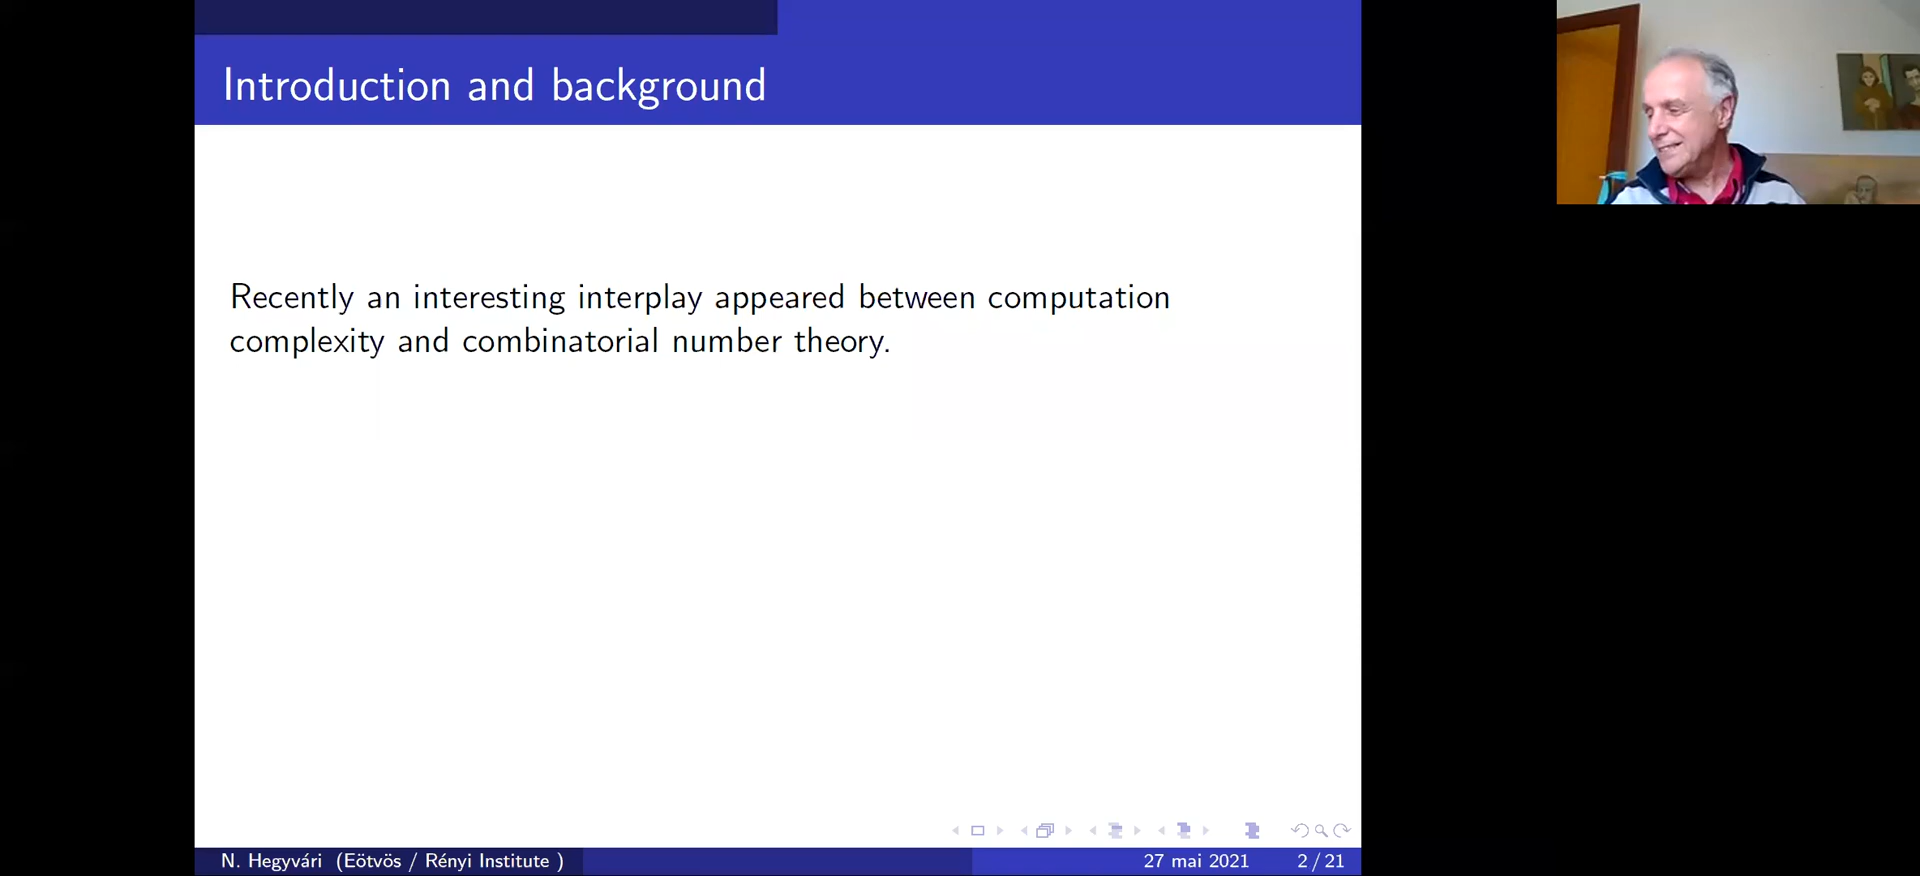 Introduction and background
Recently an interesting interplay appeared between computation
complexity and combinatorial number theory.
N. Hegyvári (Eötvös / Rényi Institute )
27 mai 2021
2 / 21